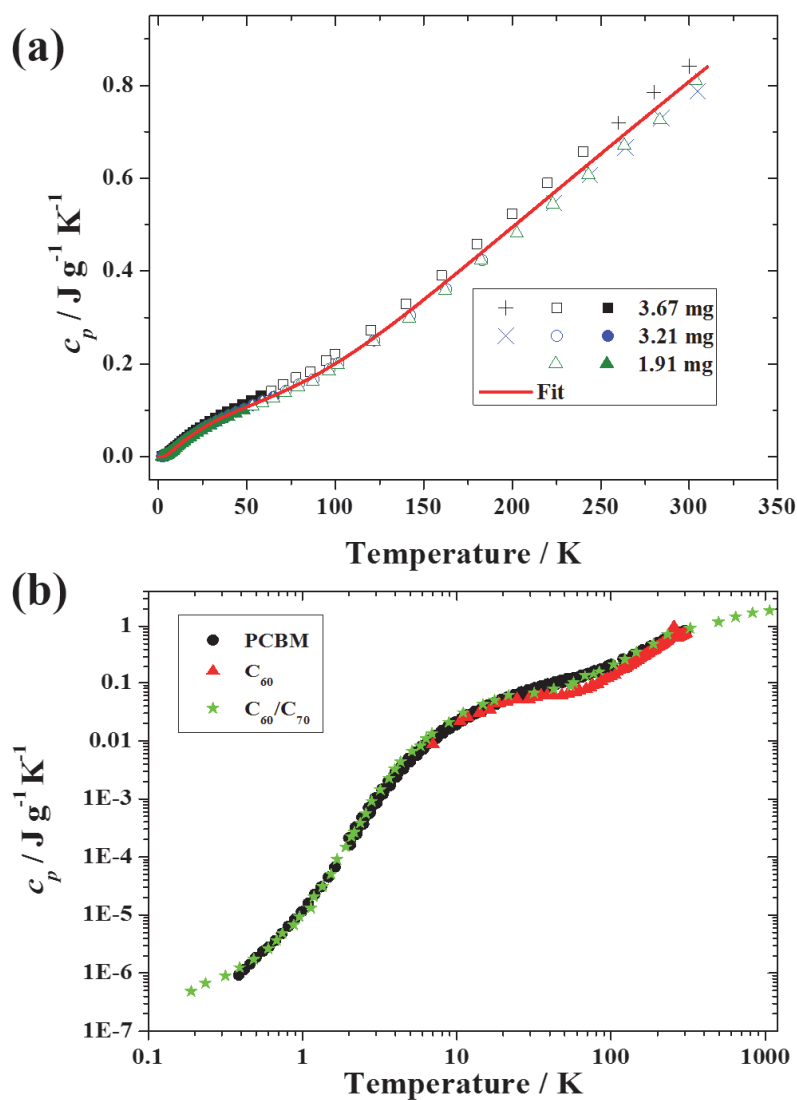 (a)
0.8
0.6
0.4
0.2
0.0
c_p / J g⁻¹ K⁻¹
3.67 mg
3.21 mg
1.91 mg
Fit
0 50 100 150 200 250 300 350
Temperature / K
(b)
1
0.1
0.01
1E-3
1E-4
1E-5
1E-6
1E-7
c_p / J g⁻¹ K⁻¹
PCBM
C₆₀
C₆₀/C₇₀
0.1 1 10 100 1000
Temperature / K